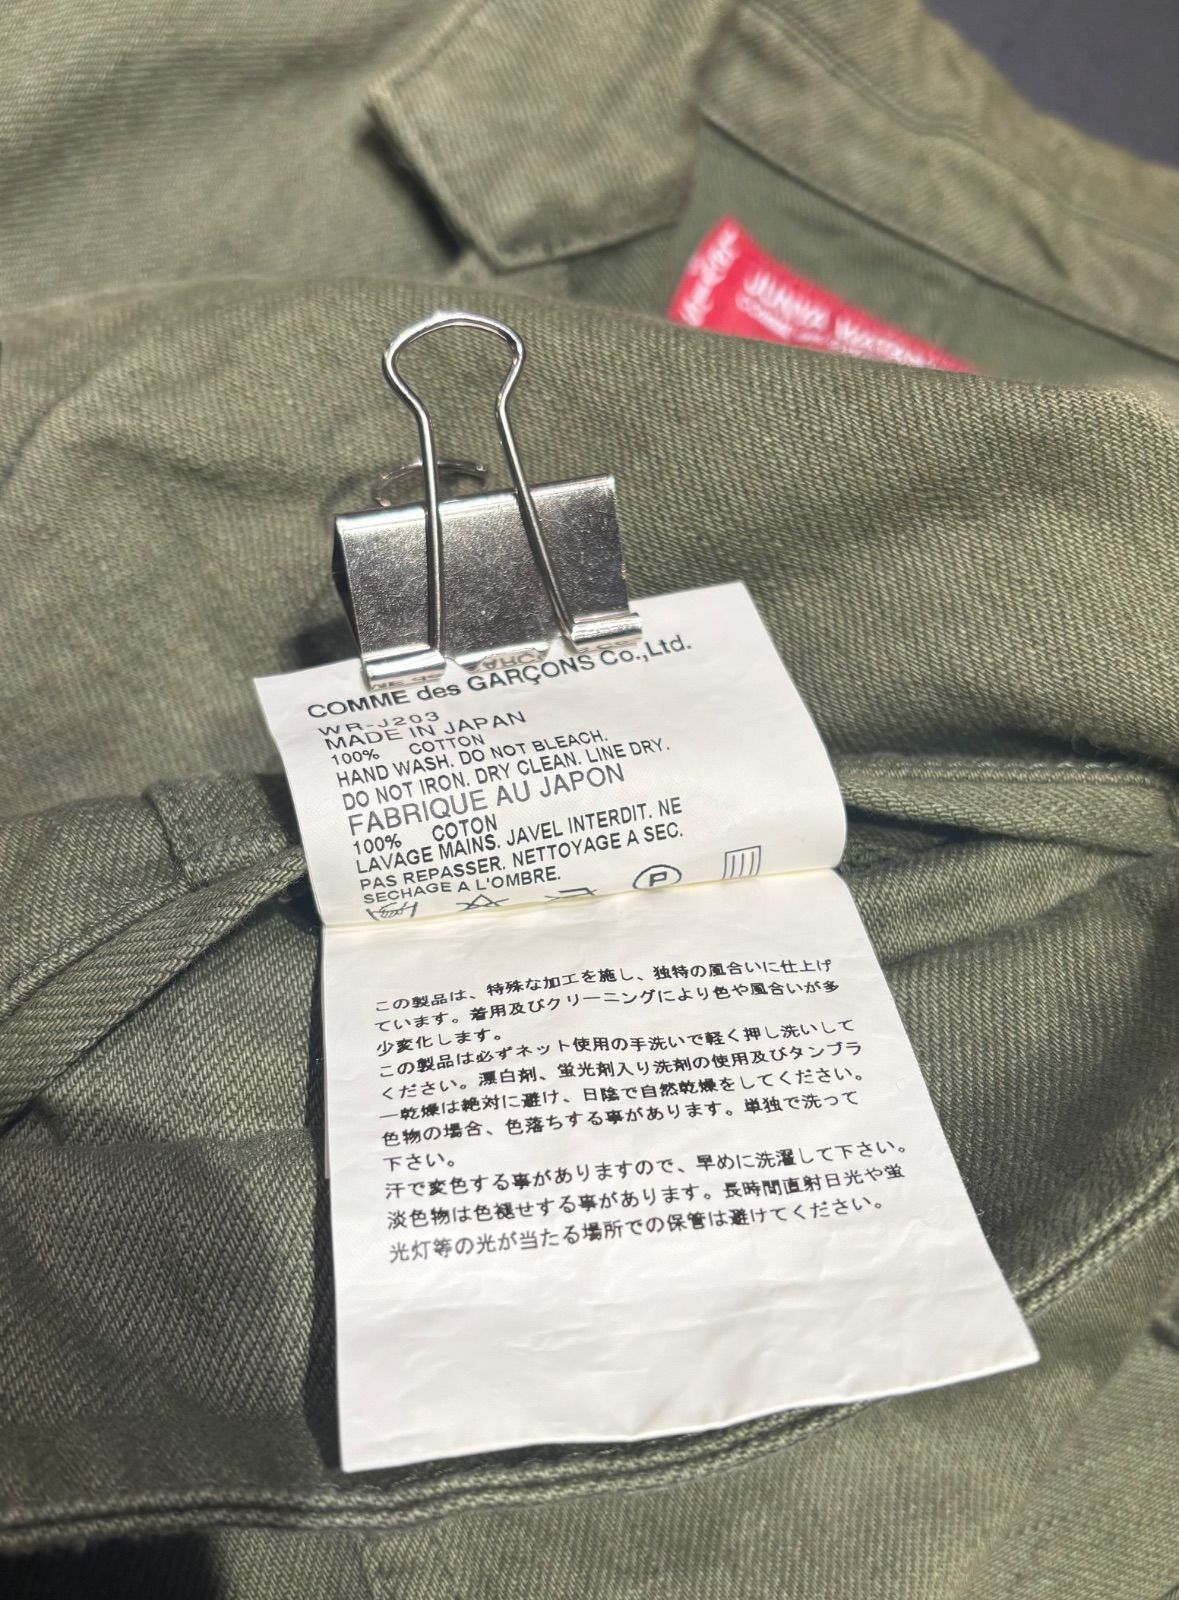 JUNYA WATANABE
COMME des GARÇONS Co.,Ltd.
WR-J203
MADE IN JAPAN
100% COTTON
HAND WASH. DO NOT BLEACH.
DO NOT IRON. DRY CLEAN. LINE DRY.
FABRIQUE AU JAPON
100% COTON
LAVAGE MAINS. JAVEL INTERDIT. NE
PAS REPASSER. NETTOYAGE A SEC.
SECHAGE A L'OMBRE.
P
この製品は、特殊な加工を施し、独特の風合いに仕上げ
ています。着用及びクリーニングにより色や風合いが多
少変化します。
この製品は必ずネット使用の手洗いで軽く押し洗いして
ください。漂白剤、蛍光剤入り洗剤の使用及びタンブラ
ー乾燥は絶対に避け、日陰で自然乾燥をしてください。
色物の場合、色落ちする事があります。単独で洗って
下さい。
汗で変色する事がありますので、早めに洗濯して下さい。
淡色物は色褪せする事があります。長時間直射日光や蛍
光灯等の光が当たる場所での保管は避けてください。